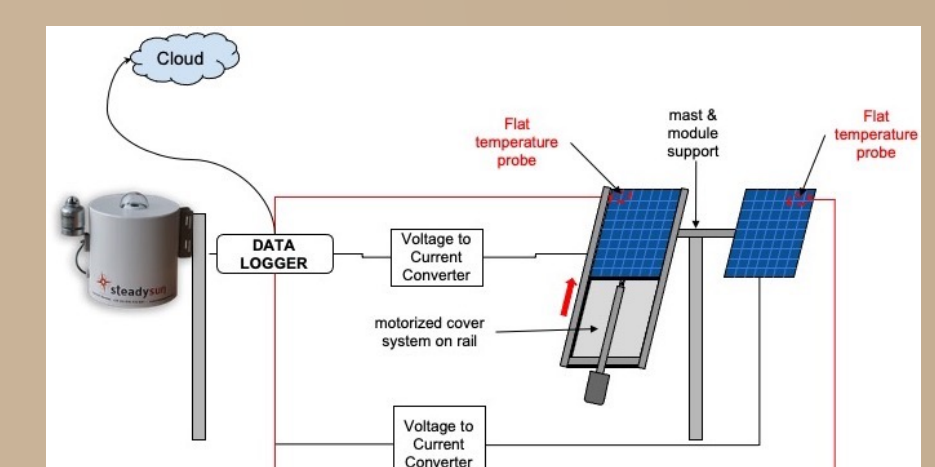 Cloud
Flat
temperature
probe
mast &
module
support
Flat
temperature
probe
DATA
LOGGER
Voltage to
Current
Converter
steadysun
motorized cover
system on rail
Voltage to
Current
Converter